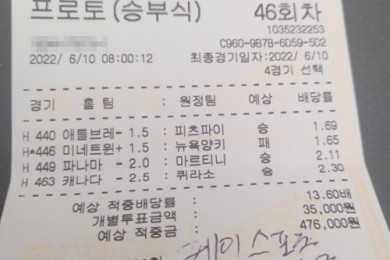 프로토(승부식) 46회차
1035232253
C960-9B7B-6D59-5D2
2022/ 6/10 08:00:12 최종경기일자:2022/ 6/10
4경기 선택
경기 홈 팀 : 원정팀 예상 배당률
H 440 애틀브레- 1.5 : 피츠파이 승 1.69
H*446 미네트윈+ 1.5 : 뉴욕양키 패 1.65
H 449 파나마 - 2.0 : 마르티니 승 2.11
H 463 캐나다 - 2.5 : 퀴라소 승 2.30
예상 적중배당률 13.60배
개별투표금액 35,000원
예상 적중금 476,000원